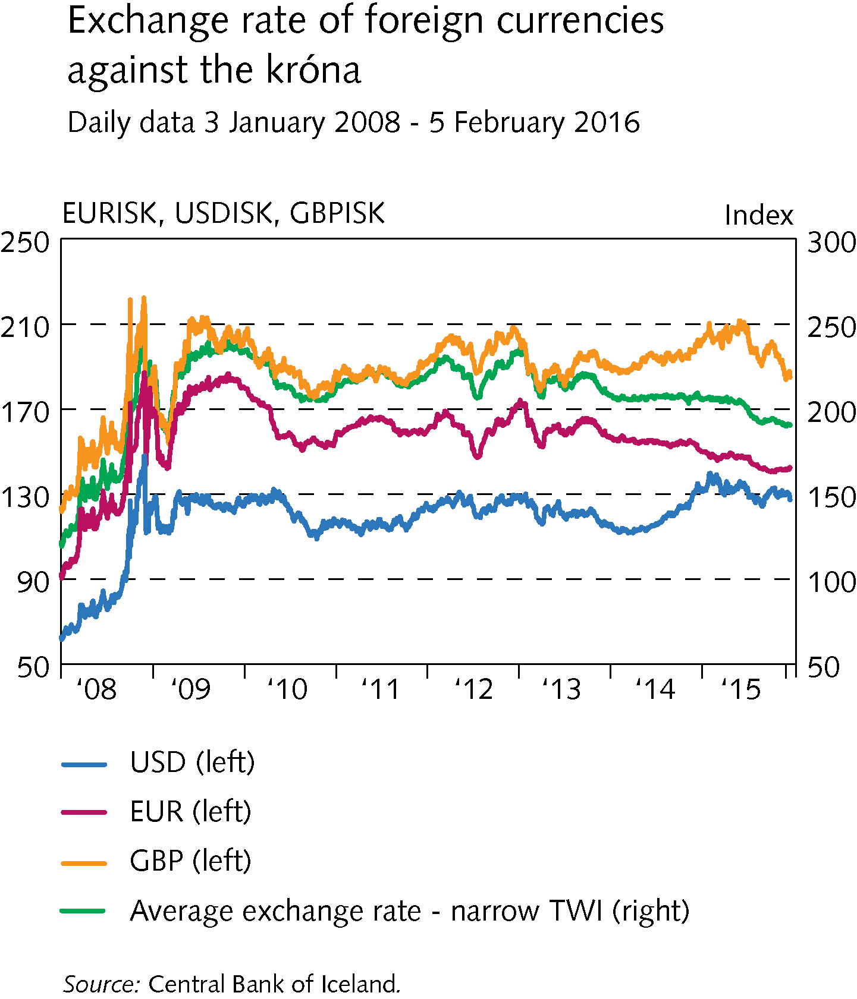 Exchange rate of foreign currencies
against the króna
Daily data 3 January 2008 - 5 February 2016
EURISK, USDISK, GBPISK Index
250 300
210 250
170 200
130 150
90 100
50 50
‘08 ‘09 ‘10 ‘11 ‘12 ‘13 ‘14 ‘15
USD (left)
EUR (left)
GBP (left)
Average exchange rate - narrow TWI (right)
Source: Central Bank of Iceland.